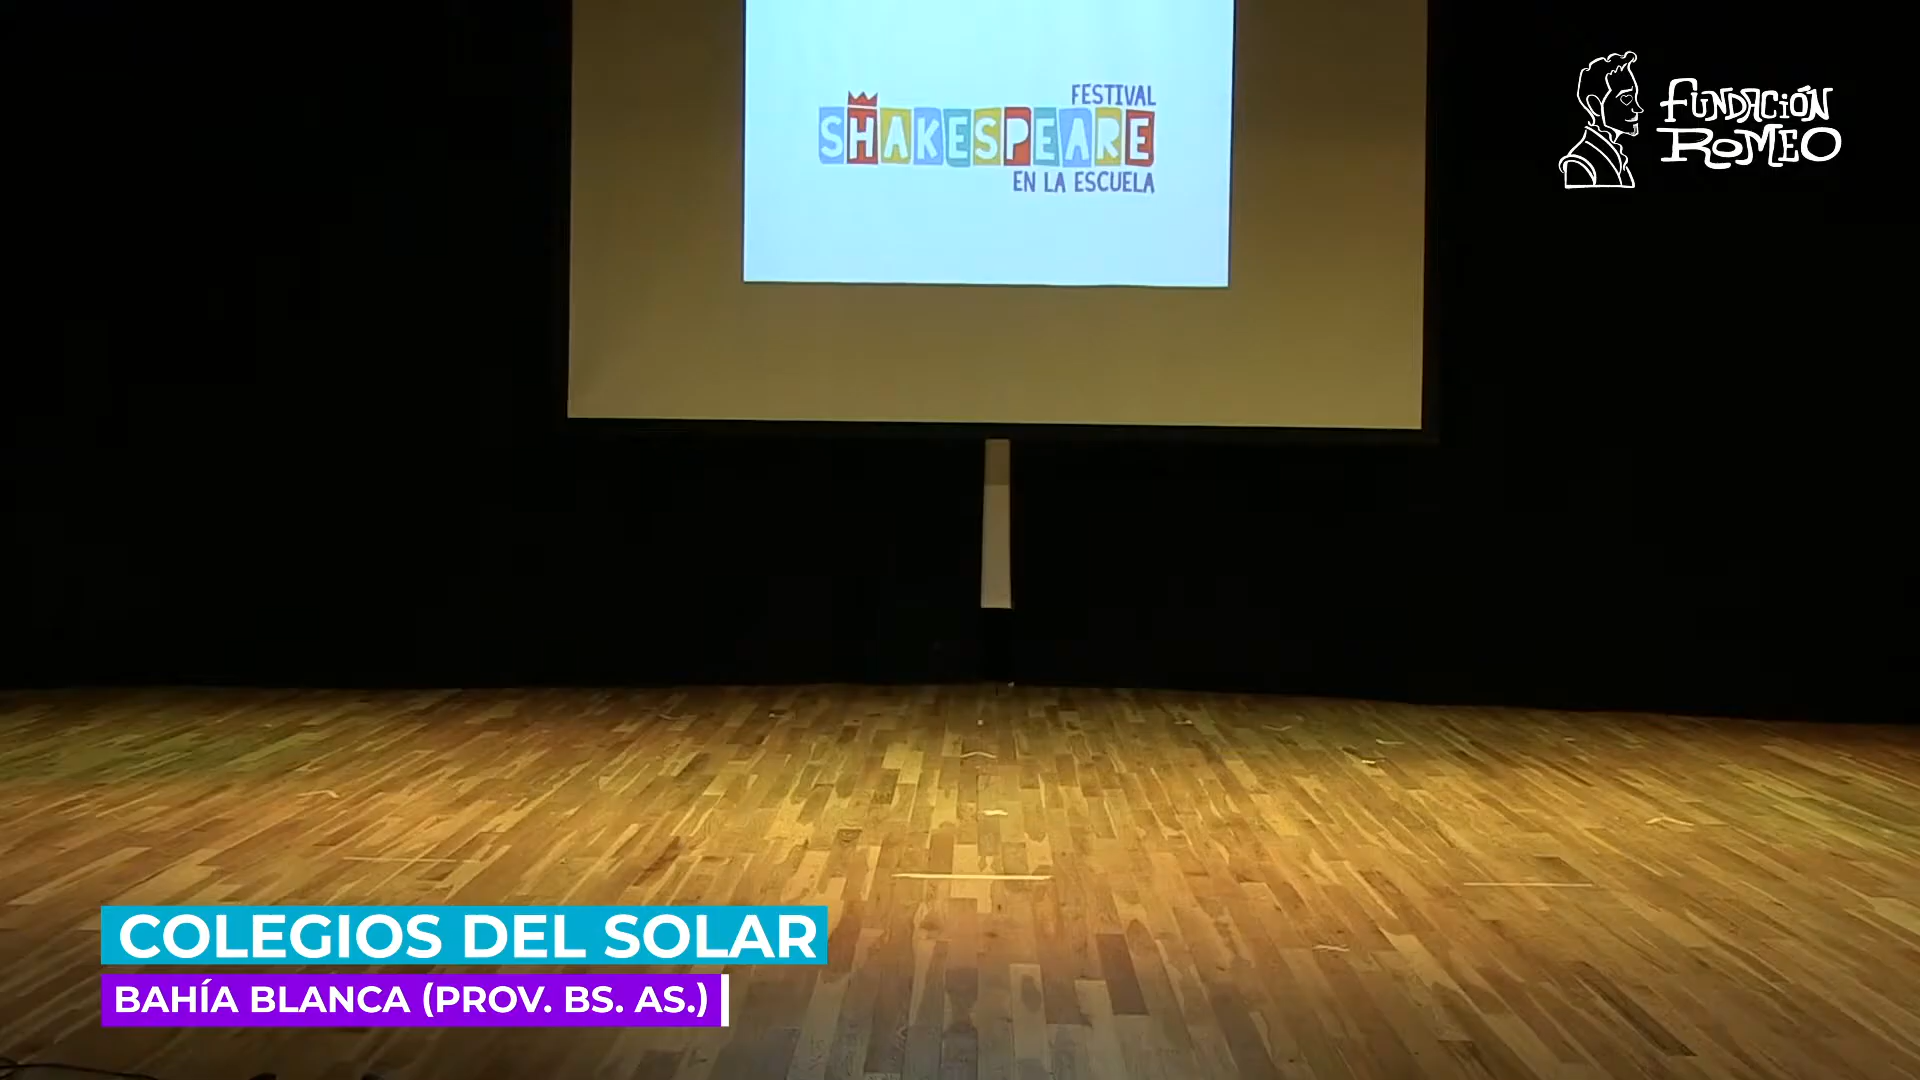 FESTIVAL
SHAKESPEARE
EN LA ESCUELA
FUNDACIÓN
ROMEO
COLEGIOS DEL SOLAR
BAHÍA BLANCA (PROV. BS. AS.)